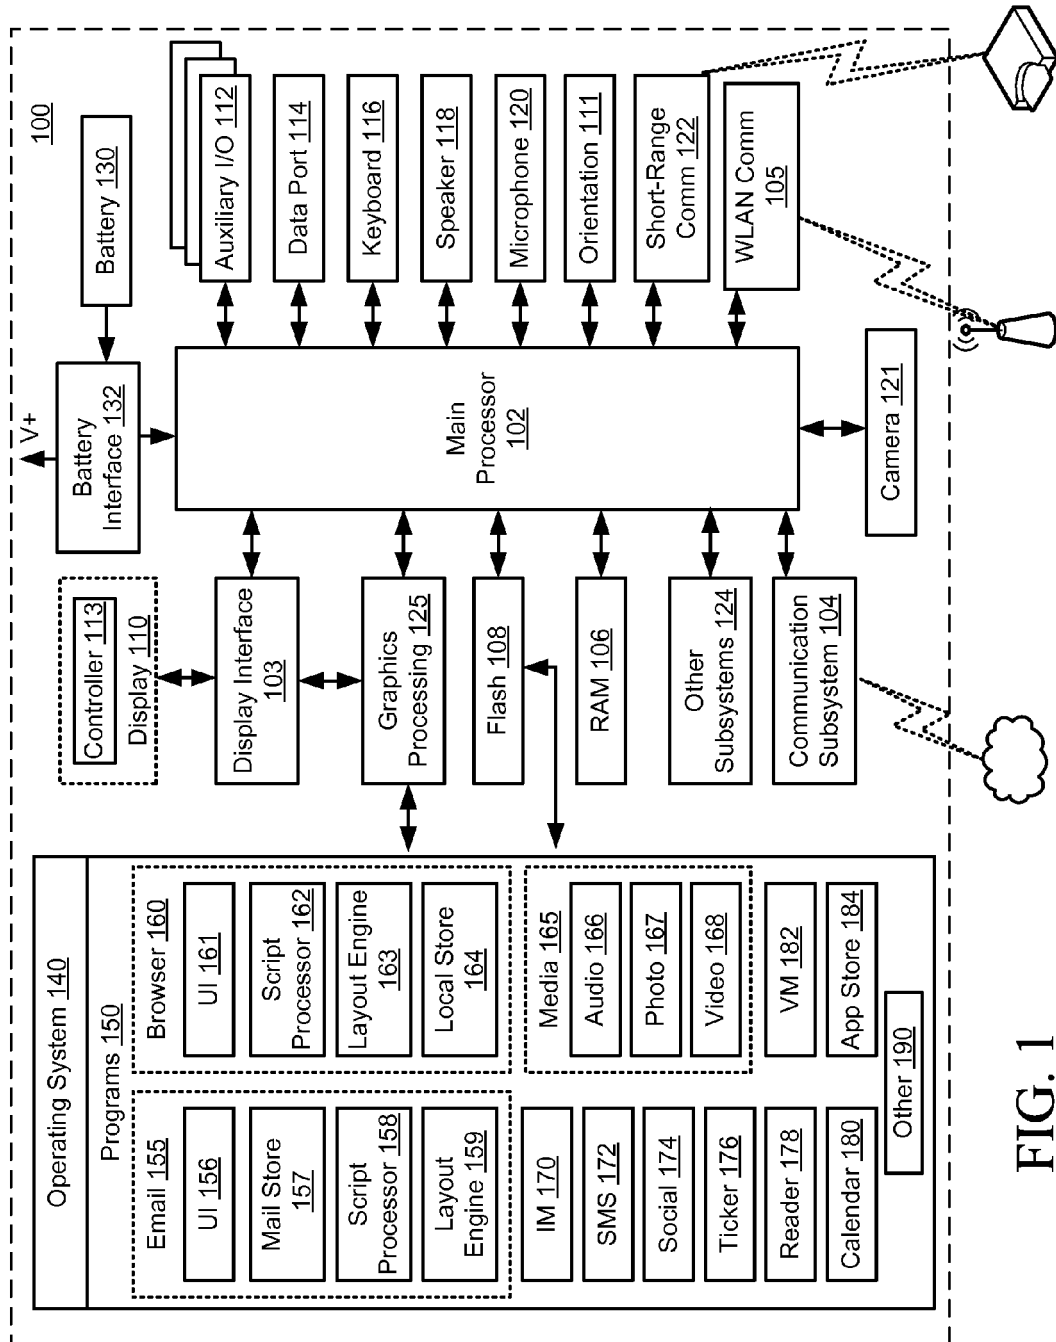 100
Battery 130
V+
Battery
Interface 132
Auxiliary I/O 112
Data Port 114
Keyboard 116
Speaker 118
Microphone 120
Orientation 111
Short-Range
Comm 122
WLAN Comm
105
Main
Processor
102
Camera 121
Controller 113
Display 110
Display Interface
103
Graphics
Processing 125
Flash 108
RAM 106
Other
Subsystems 124
Communication
Subsystem 104
Operating System 140
Programs 150
Email 155
UI 156
Mail Store
157
Script
Processor 158
Layout
Engine 159
Browser 160
UI 161
Script
Processor 162
Layout Engine
163
Local Store
164
IM 170
SMS 172
Social 174
Ticker 176
Reader 178
Calendar 180
Media 165
Audio 166
Photo 167
Video 168
VM 182
App Store 184
Other 190
FIG. 1